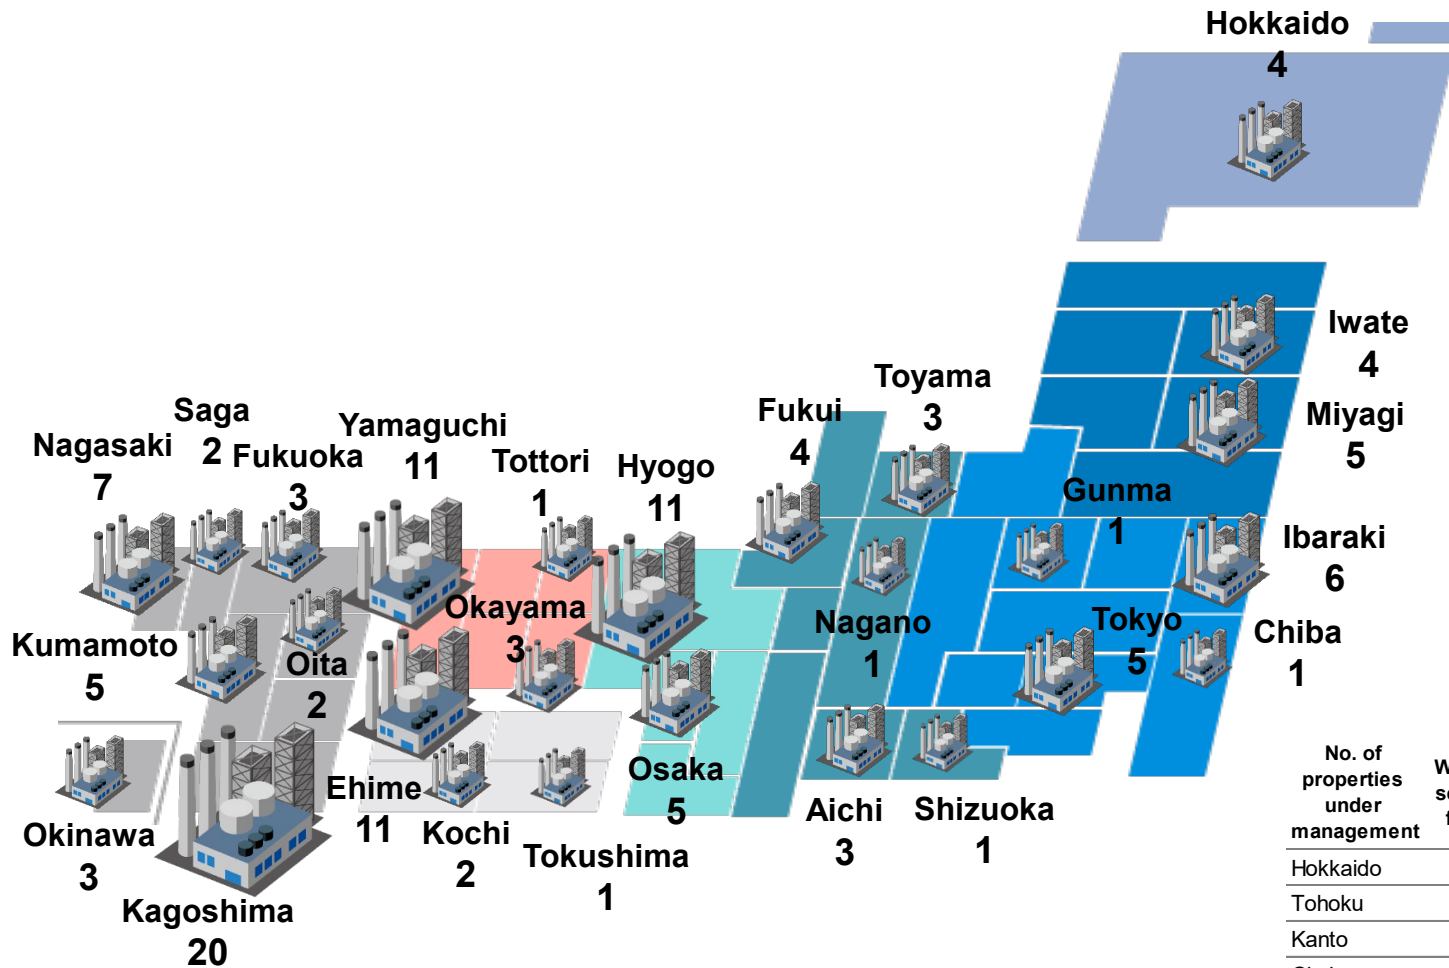 Hokkaido
4
Iwate
4
Toyama
3
Miyagi
5
Fukui
4
Saga
2
Yamaguchi
11
Nagasaki
7
Fukuoka
3
Tottori
1
Hyogo
11
Gunma
1
Ibaraki
6
Okayama
3
Nagano
1
Tokyo
5
Chiba
1
Kumamoto
5
Oita
2
Osaka
5
Ehime
11
Aichi
3
Shizuoka
1
Okinawa
3
Kochi
2
Tokushima
1
Kagoshima
20
No. of
properties
under
management
Hokkaido
Tohoku
Kanto